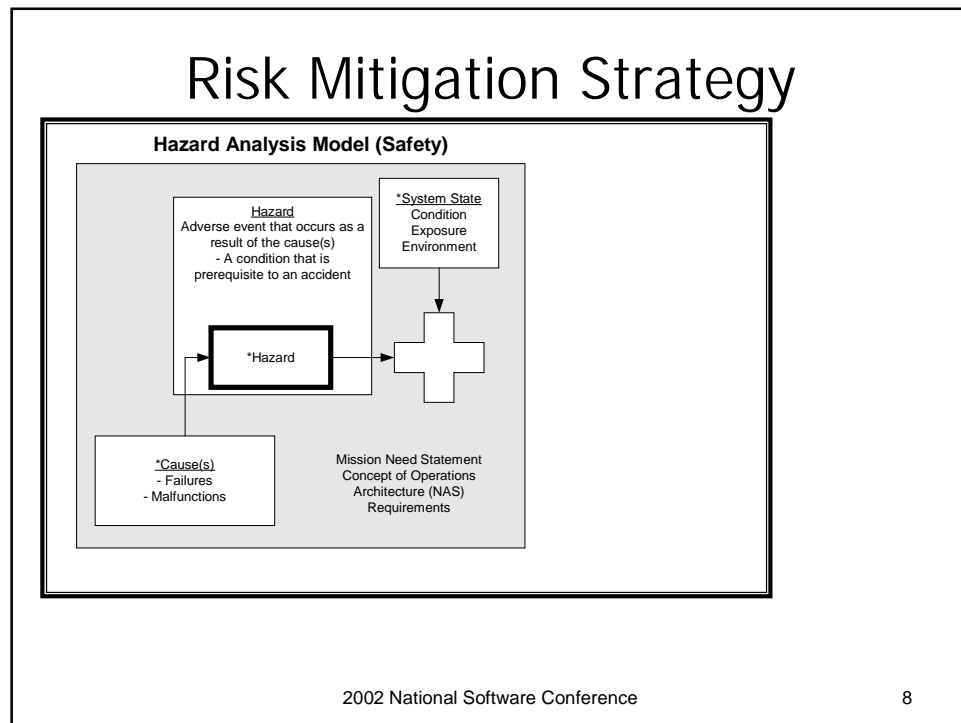 Risk Mitigation Strategy
Hazard Analysis Model (Safety)
*System State
Condition
Exposure
Environment
Hazard
Adverse event that occurs as a
result of the cause(s)
- A condition that is
prerequisite to an accident
*Hazard
*Cause(s)
- Failures
- Malfunctions
Mission Need Statement
Concept of Operations
Architecture (NAS)
Requirements
2002 National Software Conference
8